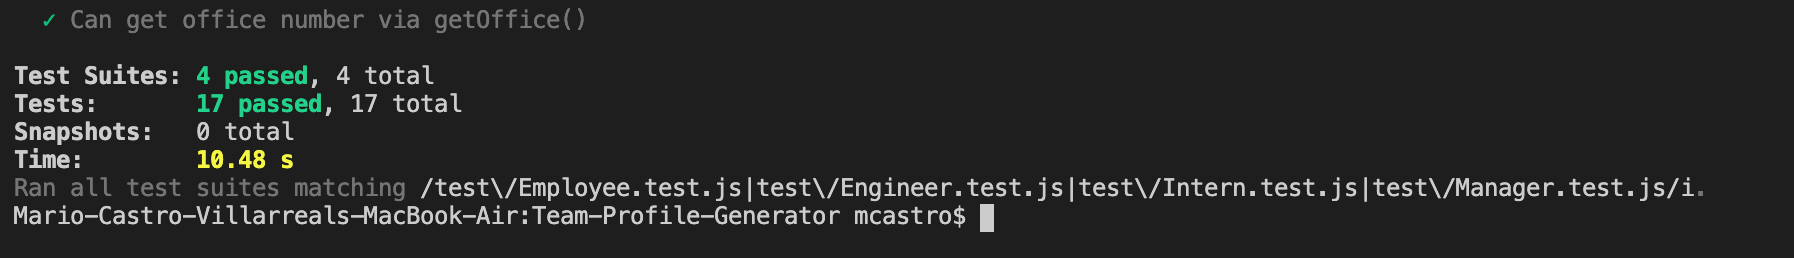 ✓ Can get office number via getOffice()
Test Suites: 4 passed, 4 total
Tests:       17 passed, 17 total
Snapshots:   0 total
Time:        10.48 s
Ran all test suites matching /test\/Employee.test.js|test\/Engineer.test.js|test\/Intern.test.js|test\/Manager.test.js/i.
Mario-Castro-Villarreals-MacBook-Air:Team-Profile-Generator mcastro$